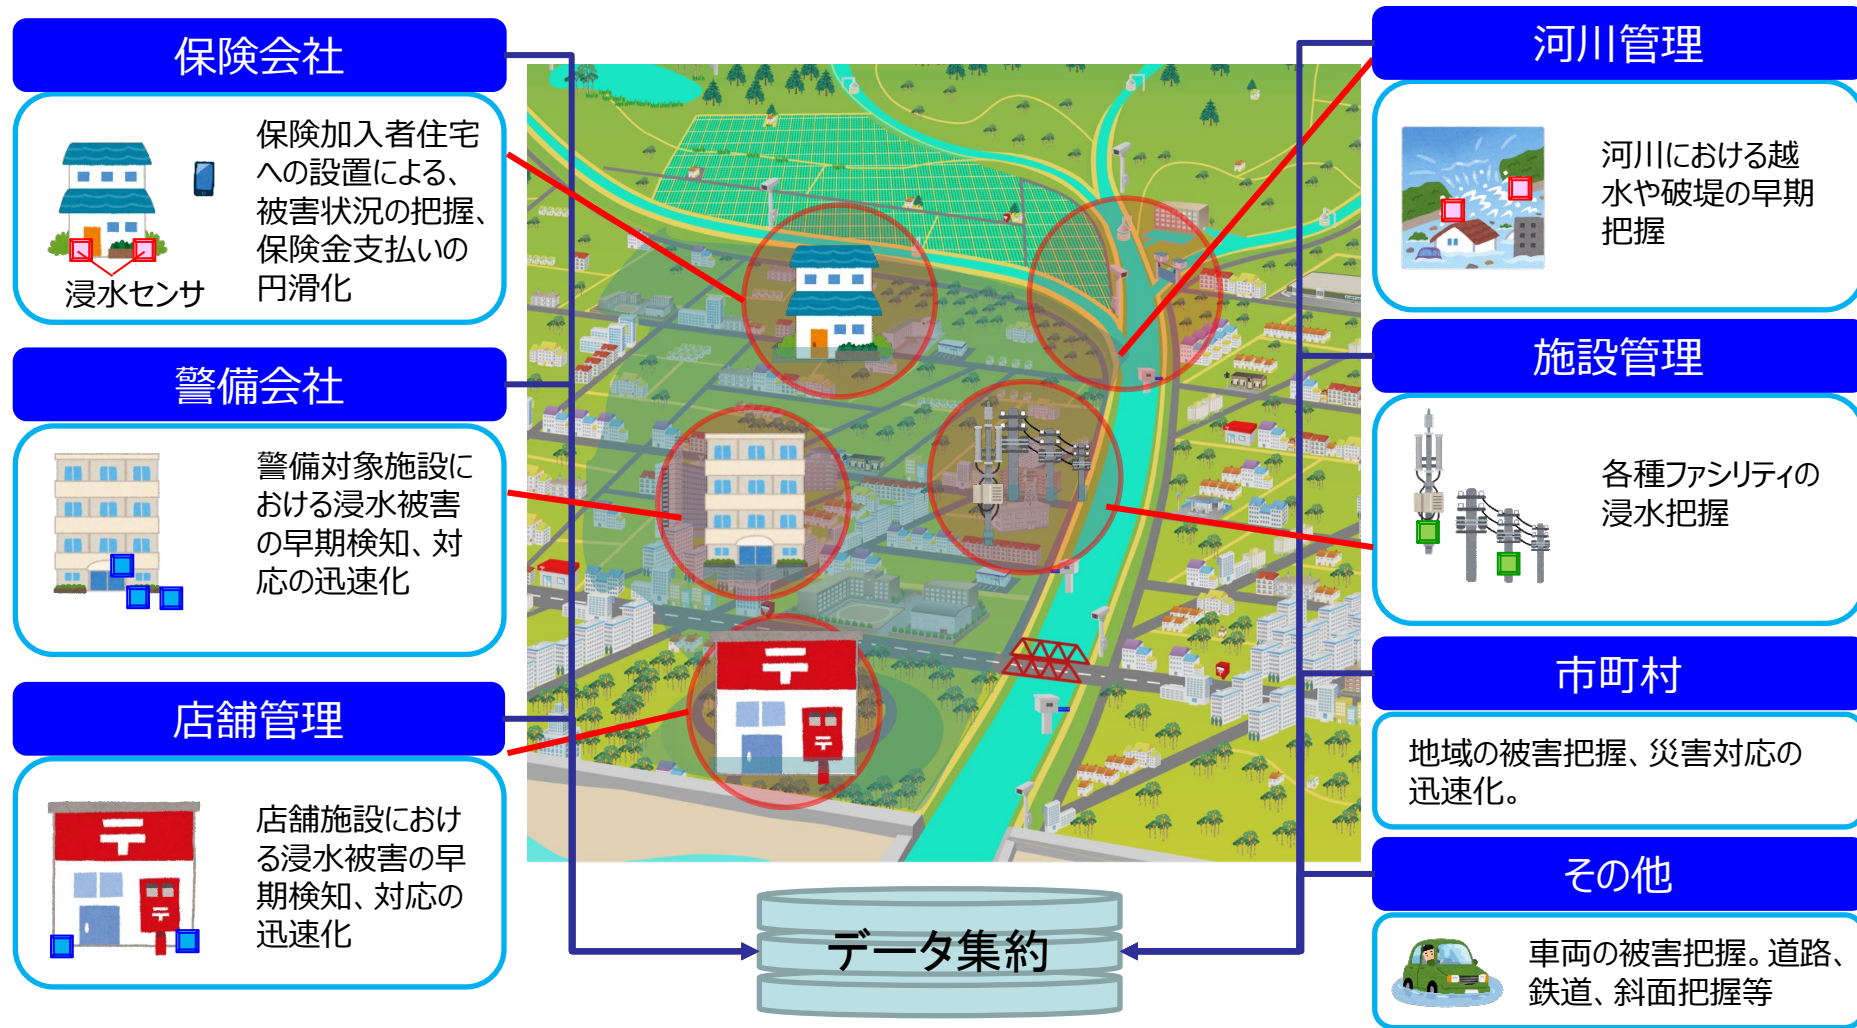 保険会社
保険加入者住宅
への設置による、
被害状況の把握、
保険金支払いの
円滑化
浸水センサ
警備会社
警備対象施設に
おける浸水被害
の早期検知、対
応の迅速化
店舗管理
店舗施設におけ
る浸水被害の早
期検知、対応の
迅速化
河川管理
河川における越
水や破堤の早期
把握
施設管理
各種ファシリティの
浸水把握
市町村
地域の被害把握、災害対応の
迅速化。
その他
車両の被害把握。道路、
鉄道、斜面把握等
データ集約